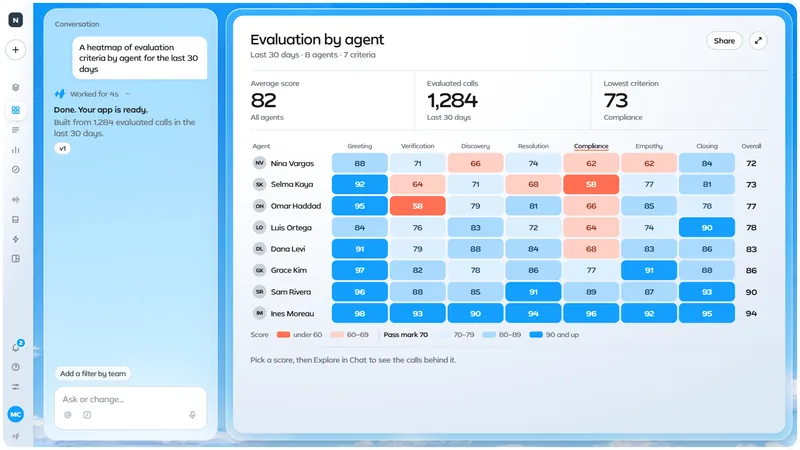 N
Conversation
A heatmap of evaluation
criteria by agent for the last 30
days
Worked for 4s
Done. Your app is ready.
Built from 1,284 evaluated calls in the
last 30 days.
v1
Add a filter by team
Ask or change...
2
MC
Evaluation by agent
Last 30 days · 8 agents · 7 criteria
Share
Average score
82
All agents
Evaluated calls
1,284
Last 30 days
Lowest criterion
73
Compliance
Agent Greeting Verification Discovery Resolution Compliance Empathy Closing Overall
NV Nina Vargas 88 71 66 74 62 62 84 72
SK Selma Kaya 92 64 71 68 58 77 81 73
OH Omar Haddad 95 58 79 81 66 85 78 77
LO Luis Ortega 84 76 83 72 64 74 90 78
DL Dana Levi 91 79 88 84 68 83 86 83
GK Grace Kim 97 82 78 86 77 91 88 86
SR Sam Rivera 96 88 85 91 89 87 93 90
IM Ines Moreau 98 93 90 94 96 92 95 94
Score under 60 60–69 Pass mark 70 70–79 80–89 90 and up
Pick a score, then Explore in Chat to see the calls behind it.